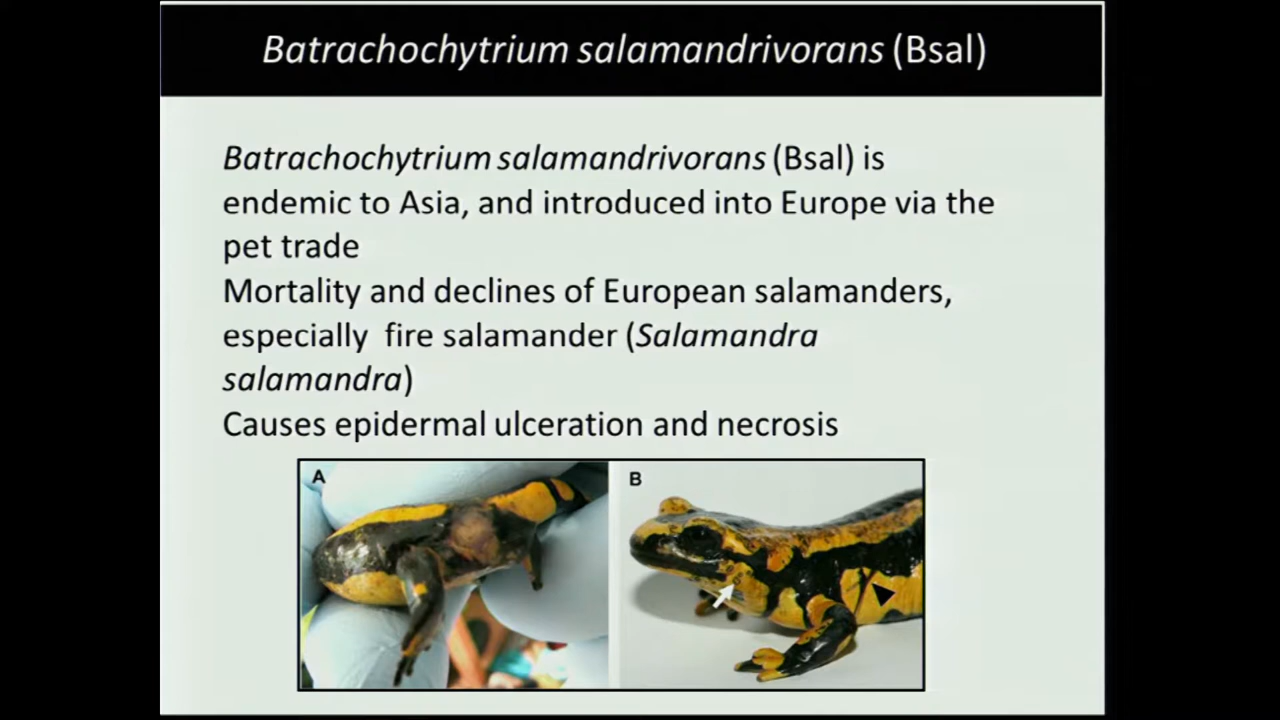 Batrachochytrium salamandrivorans (Bsal)
Batrachochytrium salamandrivorans (Bsal) is
endemic to Asia, and introduced into Europe via the
pet trade
Mortality and declines of European salamanders,
especially fire salamander (Salamandra
salamandra)
Causes epidermal ulceration and necrosis
A
B